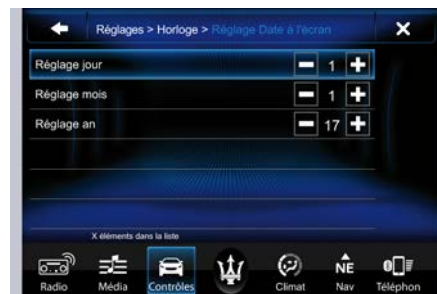 Réglages > Horloge > Réglage Date à l'écran
Réglage jour 1
Réglage mois 1
Réglage an 17
X éléments dans la liste
Radio Média Contrôles Climat NE Nav Téléphon